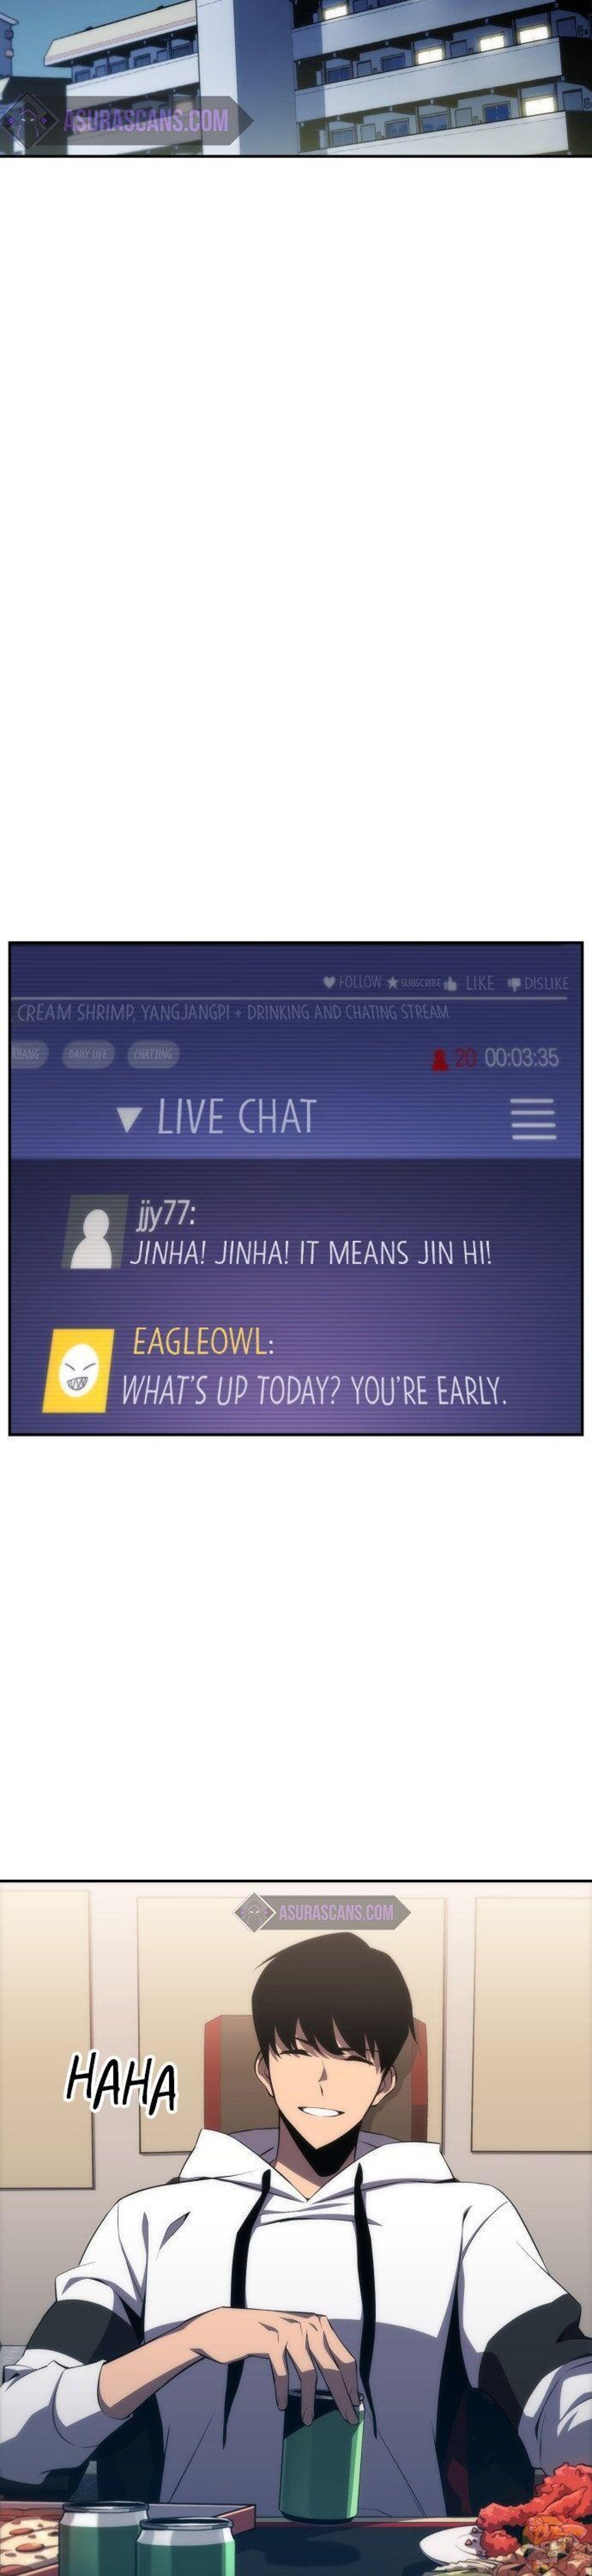 ASURASCANS.COM
FOLLOW SUBSCRIBE LIKE DISLIKE
CREAM SHRIMP, YANGJANGPI + DRINKING AND CHATING STREAM
KBANG DAILY LIFE CHATTING
20 00:03:35
LIVE CHAT
jjy77:
JINHA! JINHA! IT MEANS JIN HI!
EAGLEOWL:
WHAT'S UP TODAY? YOU'RE EARLY.
ASURASCANS.COM
HAHA